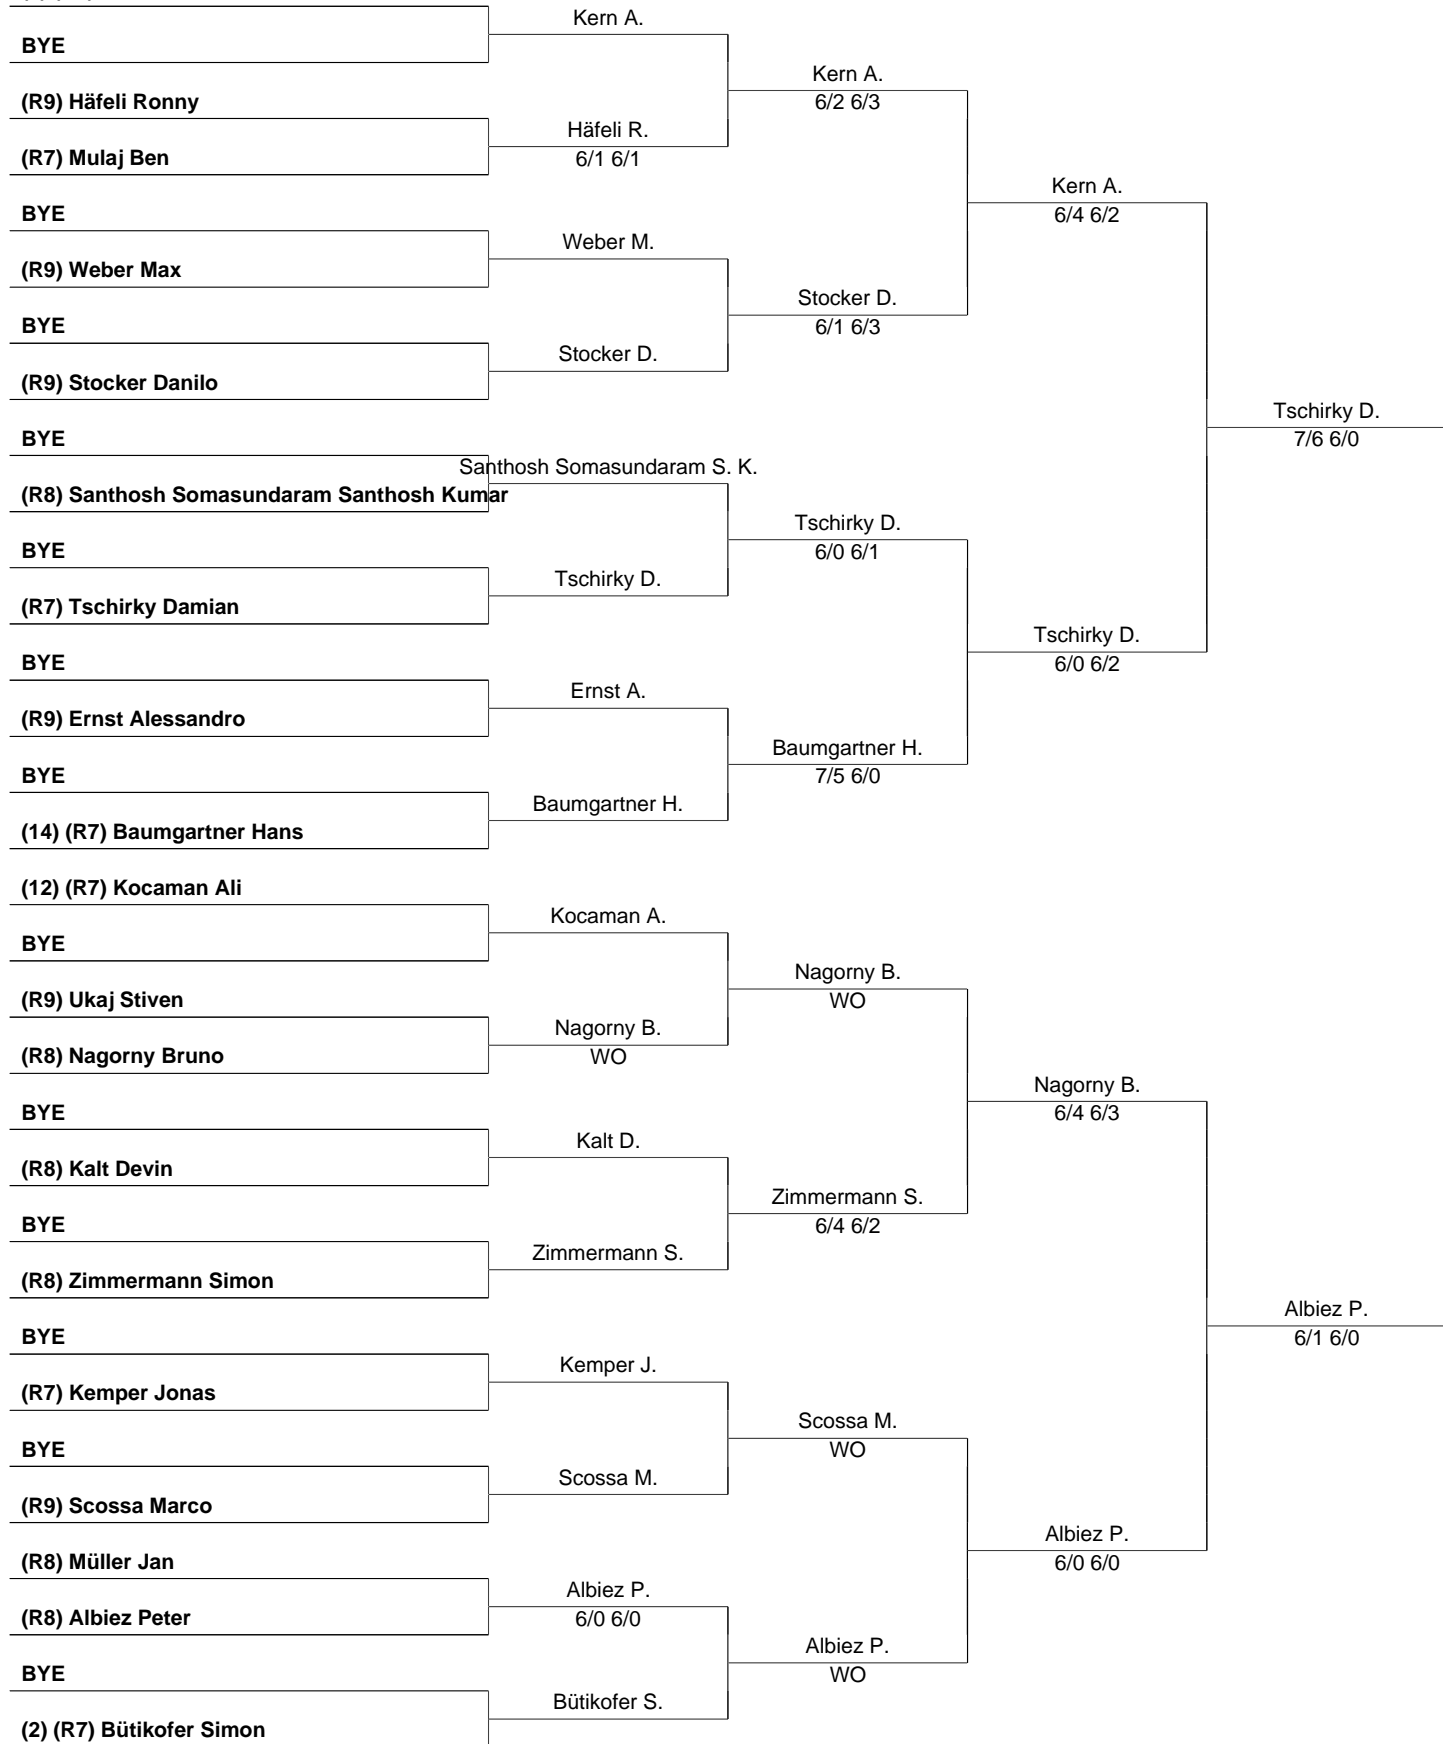 BYE
(R9) Häfeli Ronny
(R7) Mulaj Ben
BYE
(R9) Weber Max
BYE
(R9) Stocker Danilo
BYE
(R8) Santhosh Somasundaram Santhosh Kumar
BYE
(R7) Tschirky Damian
BYE
(R9) Ernst Alessandro
BYE
(14) (R7) Baumgartner Hans
(12) (R7) Kocaman Ali
BYE
(R9) Ukaj Stiven
(R8) Nagorny Bruno
BYE
(R8) Kalt Devin
BYE
(R8) Zimmermann Simon
BYE
(R7) Kemper Jonas
BYE
(R9) Scossa Marco
(R8) Müller Jan
(R8) Albiez Peter
BYE
(2) (R7) Bütikofer Simon
Kern A.
Häfeli R.
6/1 6/1
Weber M.
Stocker D.
Santhosh Somasundaram S. K.
Tschirky D.
Ernst A.
Baumgartner H.
Kocaman A.
Nagorny B.
WO
Kalt D.
Zimmermann S.
Kemper J.
Scossa M.
Albiez P.
6/0 6/0
Bütikofer S.
Kern A.
6/2 6/3
Stocker D.
6/1 6/3
Tschirky D.
6/0 6/1
Baumgartner H.
7/5 6/0
Nagorny B.
WO
Zimmermann S.
6/4 6/2
Scossa M.
WO
Albiez P.
WO
Kern A.
6/4 6/2
Tschirky D.
6/0 6/2
Nagorny B.
6/4 6/3
Albiez P.
6/0 6/0
Tschirky D.
7/6 6/0
Albiez P.
6/1 6/0